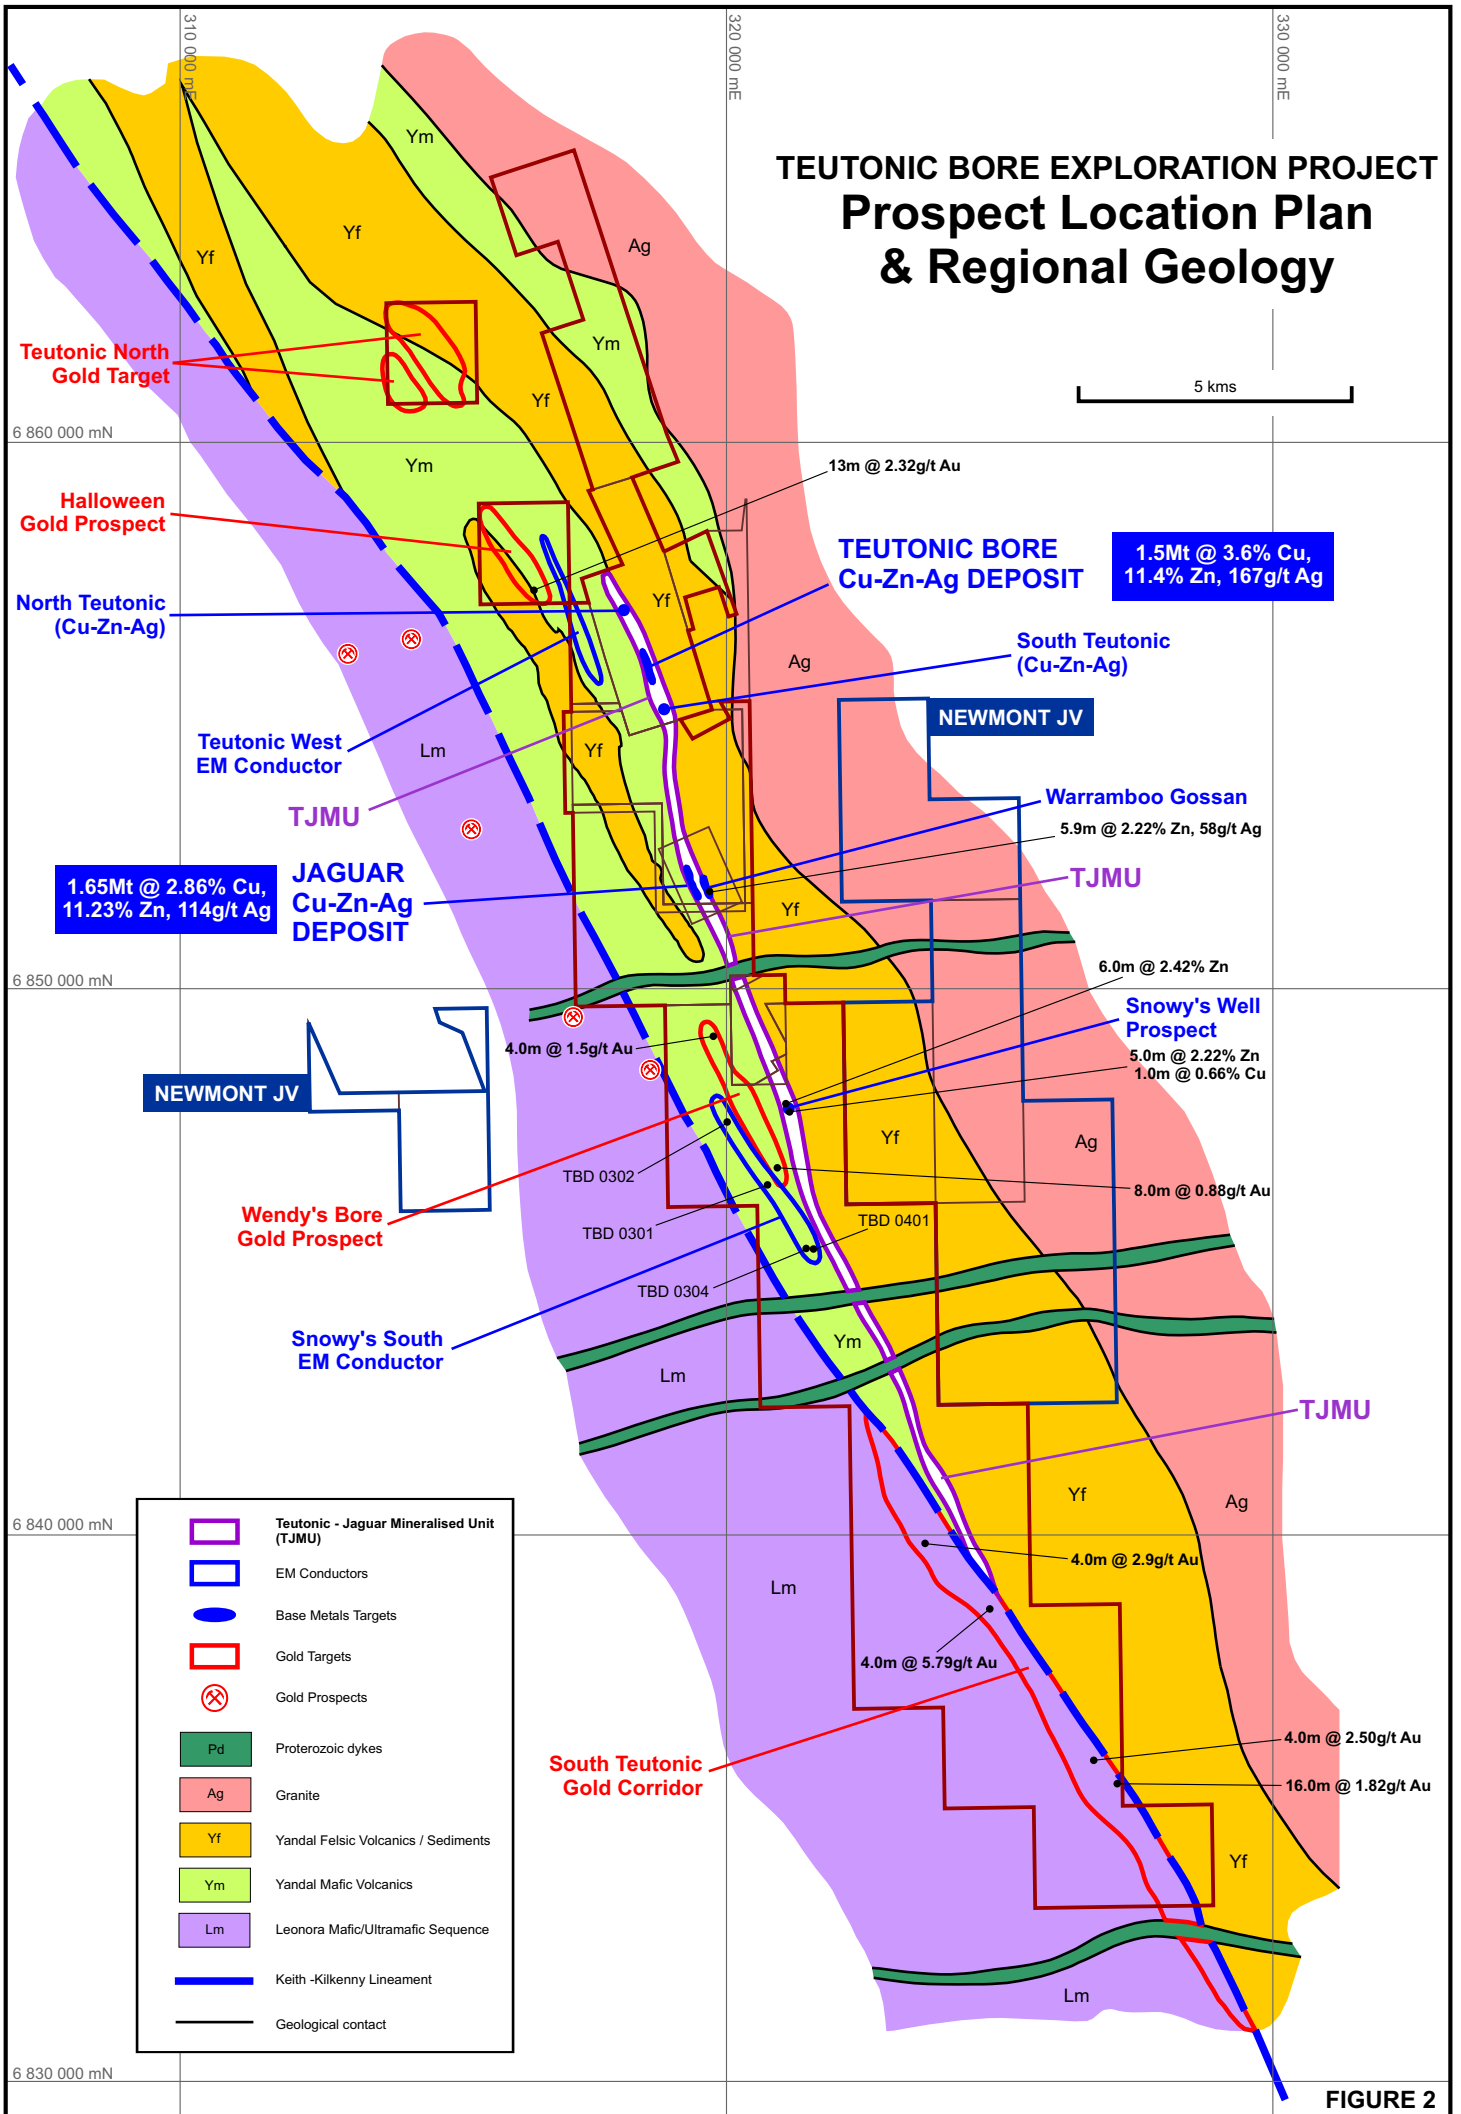 310 000 mE
320 000 mE
330 000 mE
TEUTONIC BORE EXPLORATION PROJECT
Prospect Location Plan
& Regional Geology
Ym
Yf
Yf
Ag
Ym
Teutonic North
Gold Target
5 kms
Yf
6 860 000 mN
Ym
13m @ 2.32g/t Au
Halloween
Gold Prospect
TEUTONIC BORE
Cu-Zn-Ag DEPOSIT
1.5Mt @ 3.6% Cu,
11.4% Zn, 167g/t Ag
North Teutonic
(Cu-Zn-Ag)
Yf
South Teutonic
(Cu-Zn-Ag)
Ag
NEWMONT JV
Teutonic West
EM Conductor
Lm
Yf
TJMU
Warramboo Gossan
5.9m @ 2.22% Zn, 58g/t Ag
JAGUAR
Cu-Zn-Ag
DEPOSIT
1.65Mt @ 2.86% Cu,
11.23% Zn, 114g/t Ag
TJMU
Yf
6.0m @ 2.42% Zn
6 850 000 mN
Snowy's Well
Prospect
4.0m @ 1.5g/t Au
5.0m @ 2.22% Zn
1.0m @ 0.66% Cu
NEWMONT JV
Yf
Ag
TBD 0302
8.0m @ 0.88g/t Au
Wendy's Bore
Gold Prospect
TBD 0301
TBD 0401
TBD 0304
Snowy's South
EM Conductor
Ym
Lm
TJMU
Yf
Ag
Teutonic - Jaguar Mineralised Unit
(TJMU)
6 840 000 mN
EM Conductors
4.0m @ 2.9g/t Au
Lm
Base Metals Targets
Gold Targets
4.0m @ 5.79g/t Au
Gold Prospects
Pd
Proterozoic dykes
4.0m @ 2.50g/t Au
South Teutonic
Gold Corridor
16.0m @ 1.82g/t Au
Ag
Granite
Yf
Yandal Felsic Volcanics / Sediments
Yf
Ym
Yandal Mafic Volcanics
Lm
Leonora Mafic/Ultramafic Sequence
Keith -Kilkenny Lineament
Lm
Geological contact
6 830 000 mN
FIGURE 2